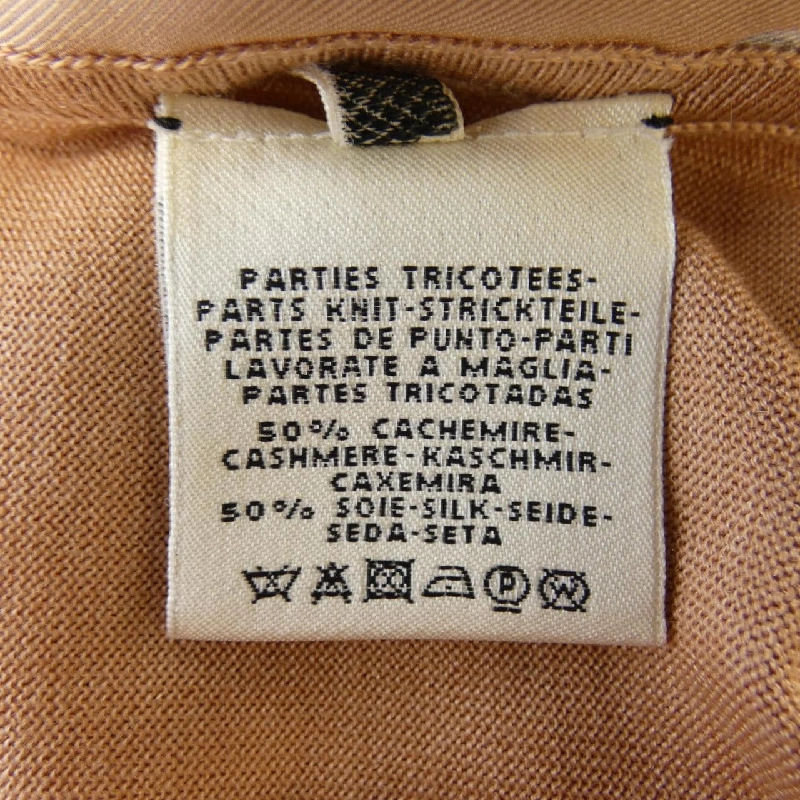 PARTIES TRICOTEES-
PARTS KNIT-STRICKTEILE-
PARTES DE PUNTO-PARTI
LAVORATE A MAGLIA-
PARTES TRICOTADAS
50% CACHEMIRE-
CASHMERE-KASCHMIR-
CAXEMIRA
50% SOIE-SILK-SEIDE-
SEDA-SETA
P W